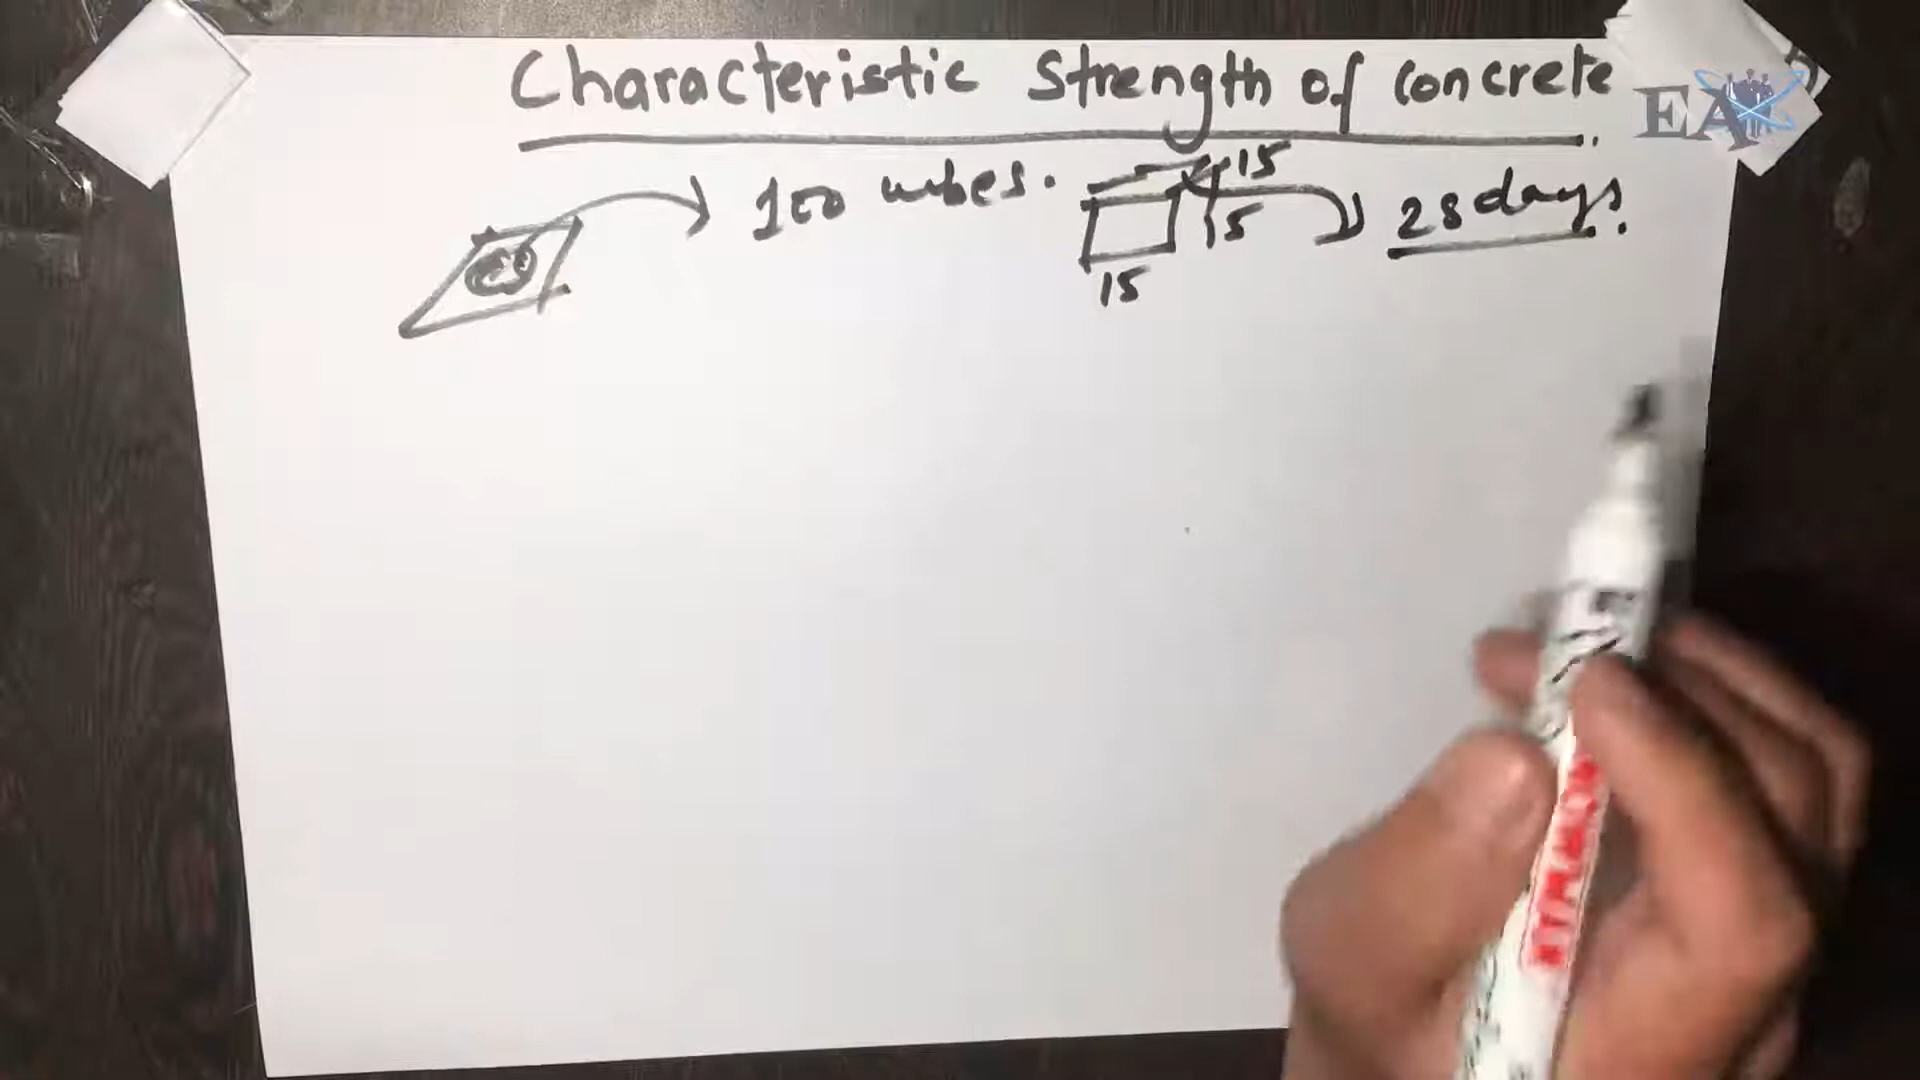 Characteristic Strength of concrete
EA
100 cubes. 15 28 days.
15
15